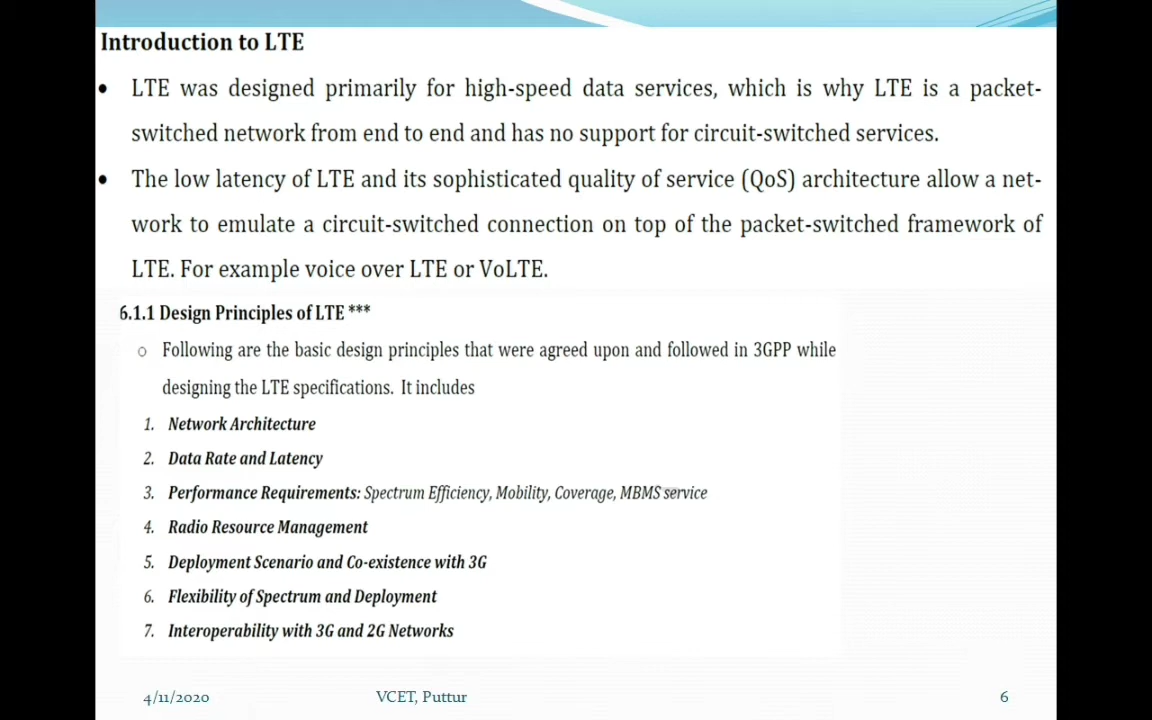 Introduction to LTE
• LTE was designed primarily for high-speed data services, which is why LTE is a packet-
switched network from end to end and has no support for circuit-switched services.
• The low latency of LTE and its sophisticated quality of service (QoS) architecture allow a net-
work to emulate a circuit-switched connection on top of the packet-switched framework of
LTE. For example voice over LTE or VoLTE.
6.1.1 Design Principles of LTE ***
o Following are the basic design principles that were agreed upon and followed in 3GPP while
designing the LTE specifications. It includes
1. Network Architecture
2. Data Rate and Latency
3. Performance Requirements: Spectrum Efficiency, Mobility, Coverage, MBMS service
4. Radio Resource Management
5. Deployment Scenario and Co-existence with 3G
6. Flexibility of Spectrum and Deployment
7. Interoperability with 3G and 2G Networks
4/11/2020 VCET, Puttur 6